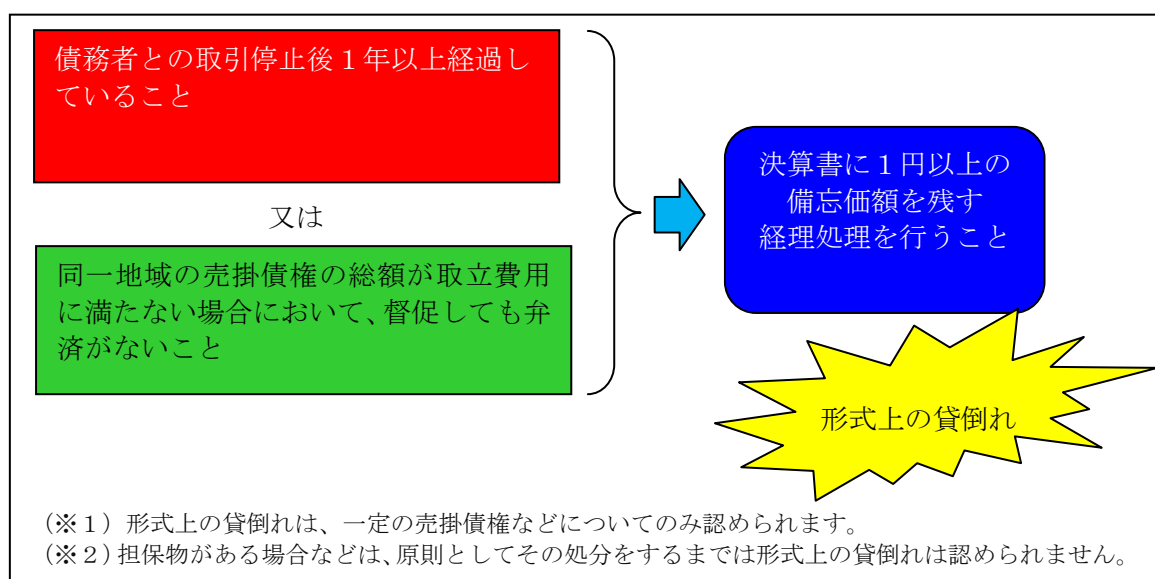 債務者との取引停止後１年以上経過し
ていること
又は
同一地域の売掛債権の総額が取立費用
に満たない場合において、督促しても弁
済がないこと
決算書に１円以上の
備忘価額を残す
経理処理を行うこと
形式上の貸倒れ
（※１）形式上の貸倒れは、一定の売掛債権などについてのみ認められます。
（※２）担保物がある場合などは、原則としてその処分をするまでは形式上の貸倒れは認められません。